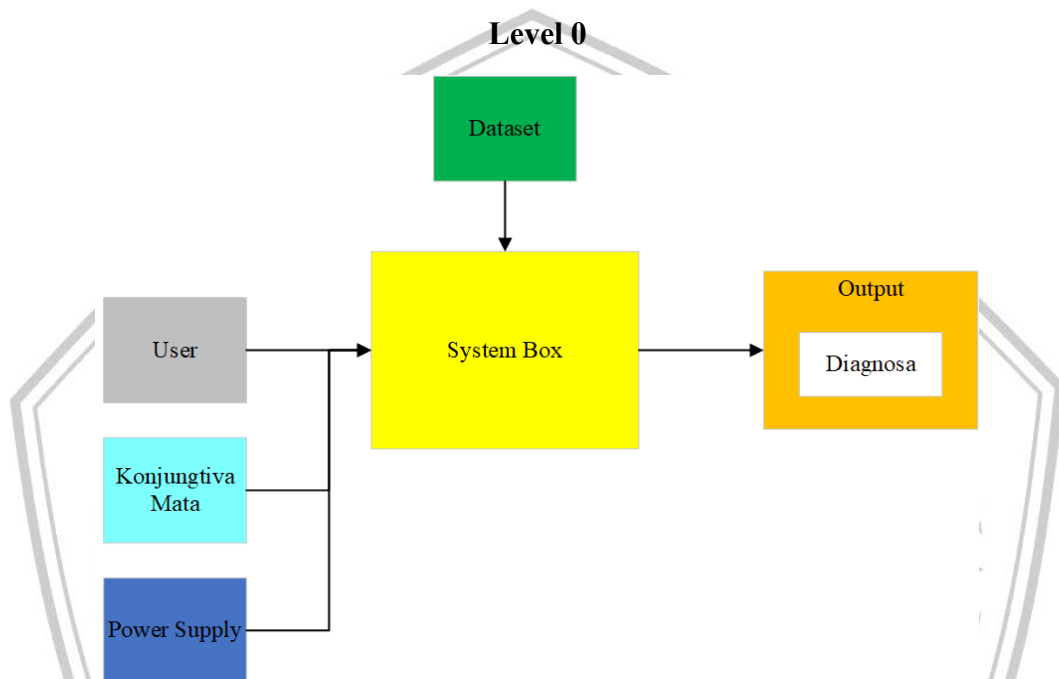 Level 0
Dataset
User
System Box
Output
Diagnosa
Konjungtiva
Mata
Power Supply